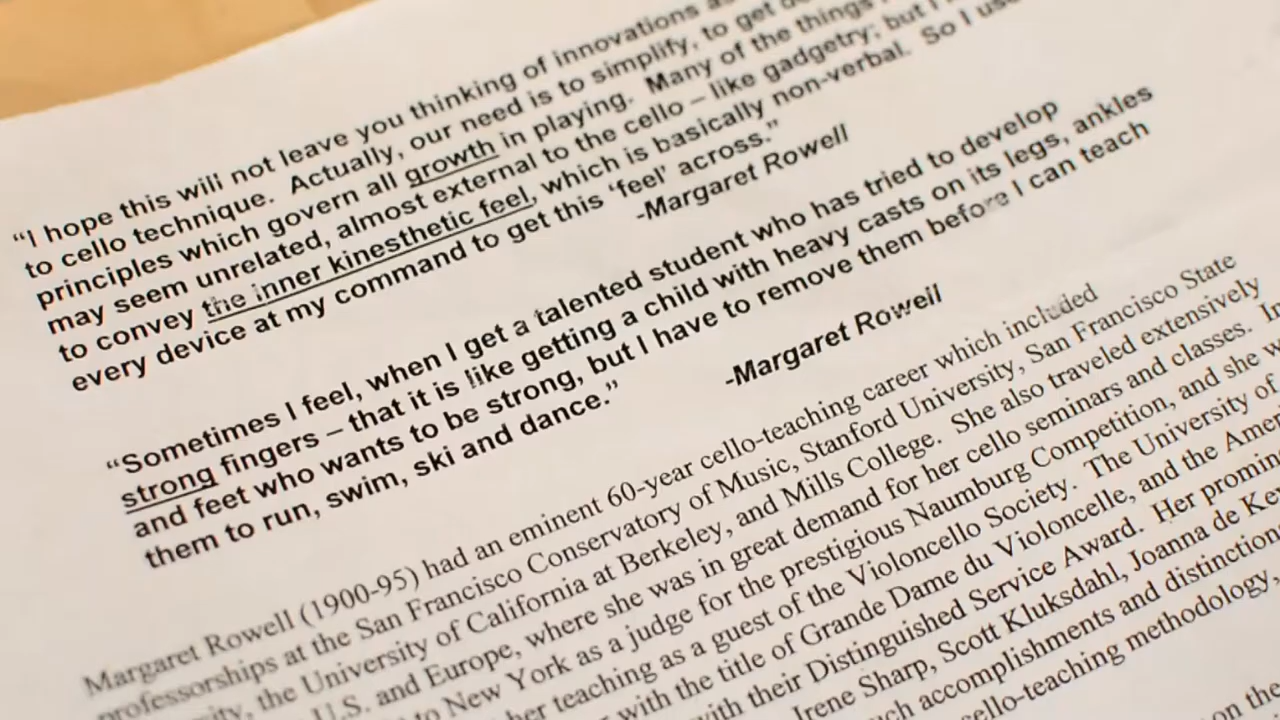 “I hope this will not leave you thinking of innovations as
to cello technique. Actually, our need is to simplify, to get
principles which govern all growth in playing. Many of the things
may seem unrelated, almost external to the cello – like gadgetry; but I
to convey the inner kinesthetic feel, which is basically non-verbal. So I use
every device at my command to get this ‘feel’ across.”
-Margaret Rowell
“Sometimes I feel, when I get a talented student who has tried to develop
strong fingers – that it is like getting a child with heavy casts on its legs, ankles
and feet who wants to be strong, but I have to remove them before I can teach
them to run, swim, ski and dance.”
-Margaret Rowell
Margaret Rowell (1900-95) had an eminent 60-year cello-teaching career which included
professorships at the San Francisco Conservatory of Music, Stanford University, San Francisco State
the University of California at Berkeley, and Mills College. She also traveled extensively
U.S. and Europe, where she was in great demand for her cello seminars and classes. In
to New York as a judge for the prestigious Naumburg Competition, and she
her teaching as a guest of the Violoncello Society. The University of
with the title of Grande Dame du Violoncelle, and the
with their Distinguished Service Award. Her
Irene Sharp, Scott Kluksdahl, Joanna de
accomplishments and
cello-teaching methodology,
on the